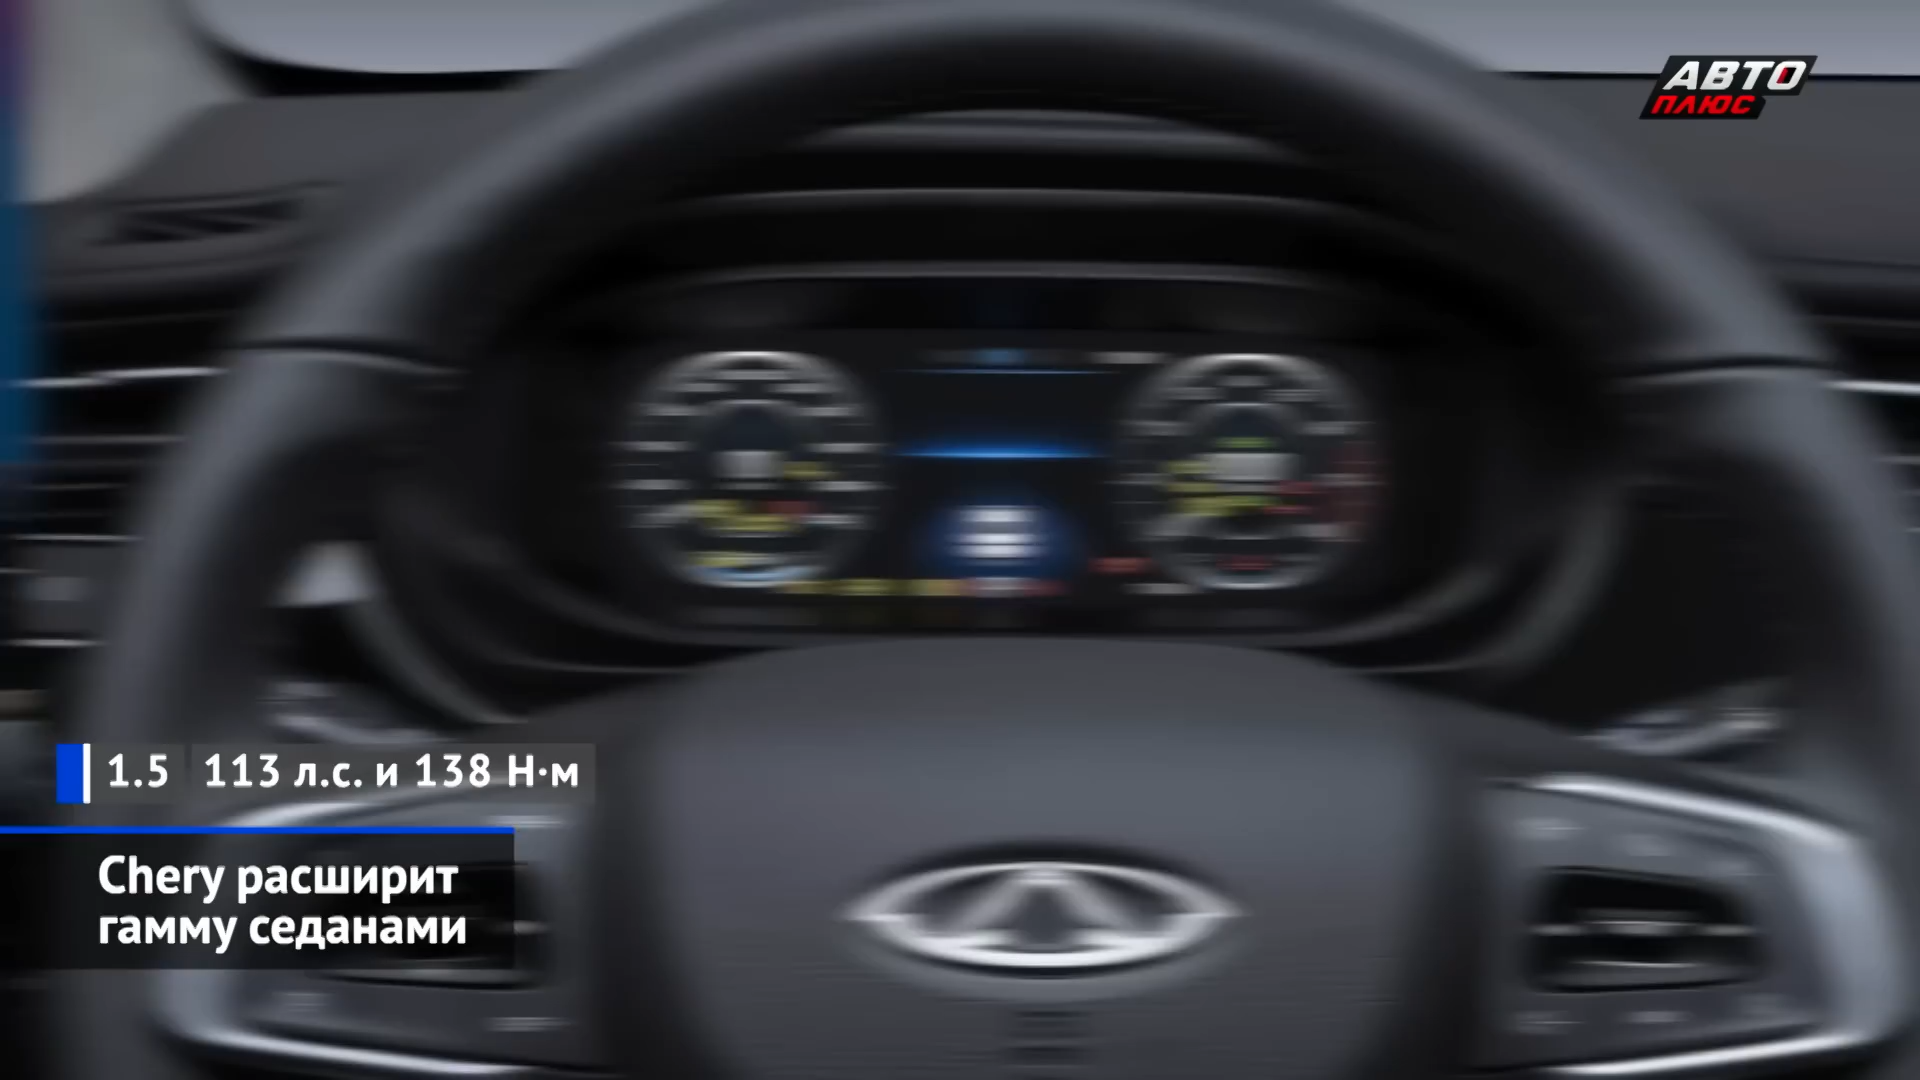 АВТО
ПЛЮС
1.5 113 л.с. и 138 Н·м
Chery расширит
гамму седанами